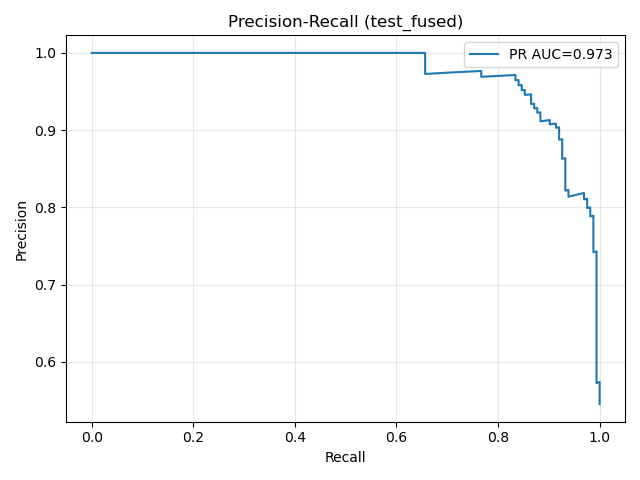 Precision-Recall (test_fused)
PR AUC=0.973
1.0
0.9
0.8
0.7
0.6
Precision
0.0 0.2 0.4 0.6 0.8 1.0
Recall